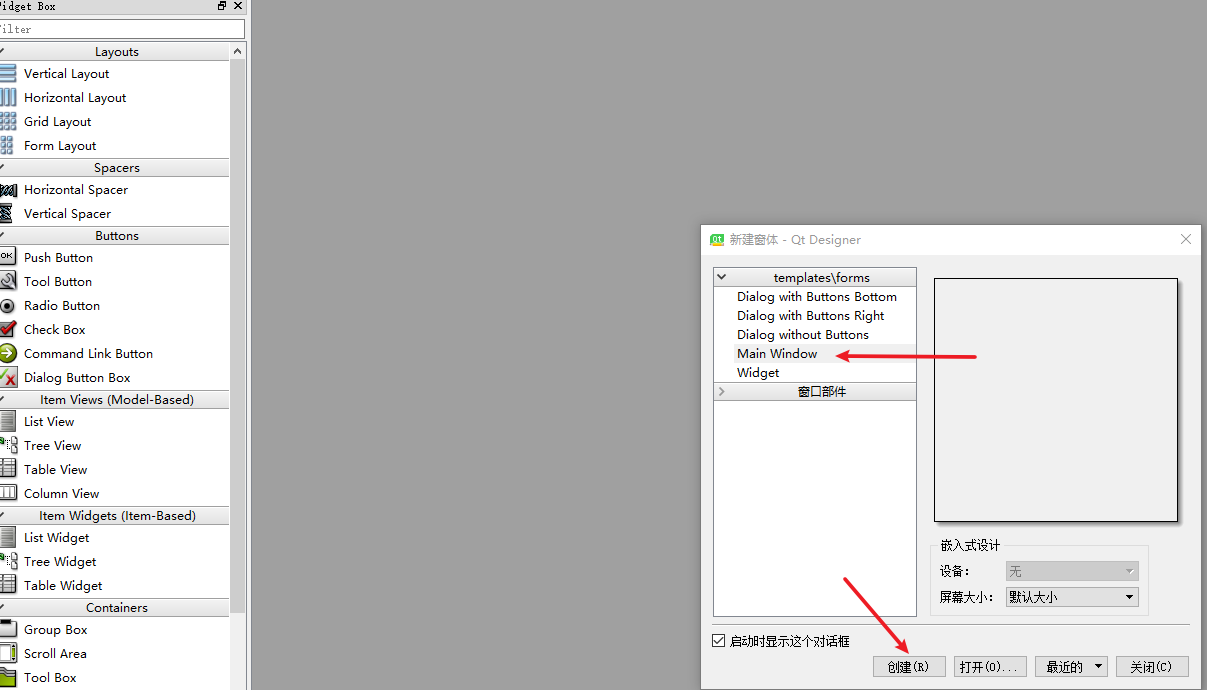 Widget Box
Filter
Layouts
Vertical Layout
Horizontal Layout
Grid Layout
Form Layout
Spacers
Horizontal Spacer
Vertical Spacer
Buttons
OK
Push Button
Tool Button
Radio Button
Check Box
Command Link Button
Dialog Button Box
Item Views (Model-Based)
List View
Tree View
Table View
Column View
Item Widgets (Item-Based)
List Widget
Tree Widget
Table Widget
Containers
Group Box
Scroll Area
Tool Box
Qt 新建窗体 - Qt Designer
templates\forms
Dialog with Buttons Bottom
Dialog with Buttons Right
Dialog without Buttons
Main Window
Widget
窗口部件
嵌入式设计
设备: 无
屏幕大小: 默认大小
启动时显示这个对话框
创建(R) 打开(O)... 最近的 关闭(C)